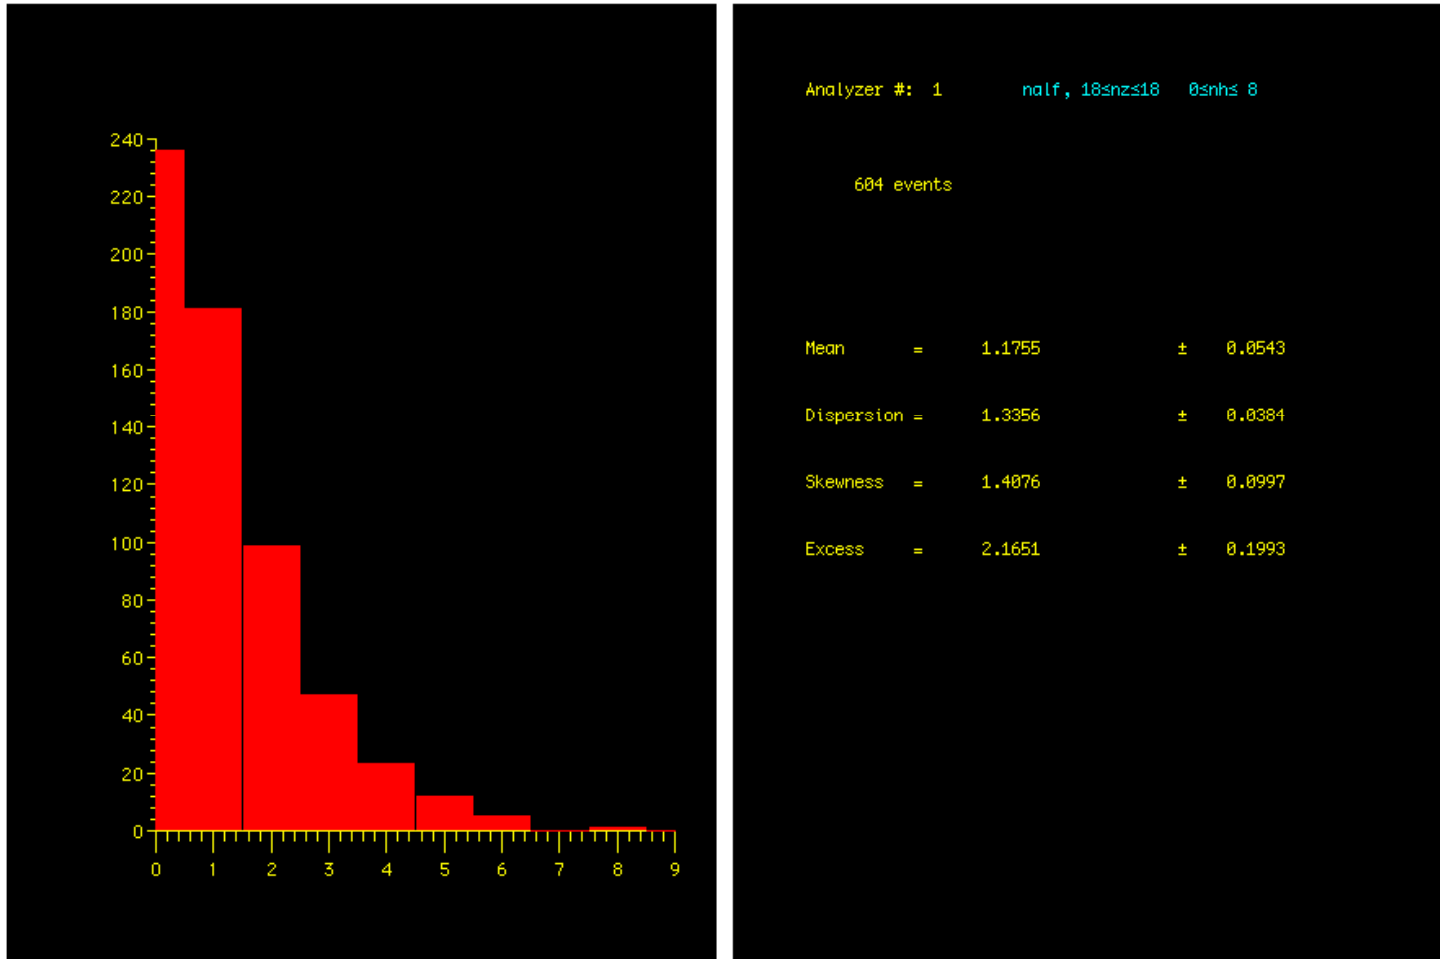 240
220
200
180
160
140
120
100
80
60
40
20
0
0 1 2 3 4 5 6 7 8 9
Analyzer #: 1 nalf, 18≤nz≤18 0≤nh≤ 8
604 events
Mean = 1.1755 ± 0.0543
Dispersion = 1.3356 ± 0.0384
Skewness = 1.4076 ± 0.0997
Excess = 2.1651 ± 0.1993